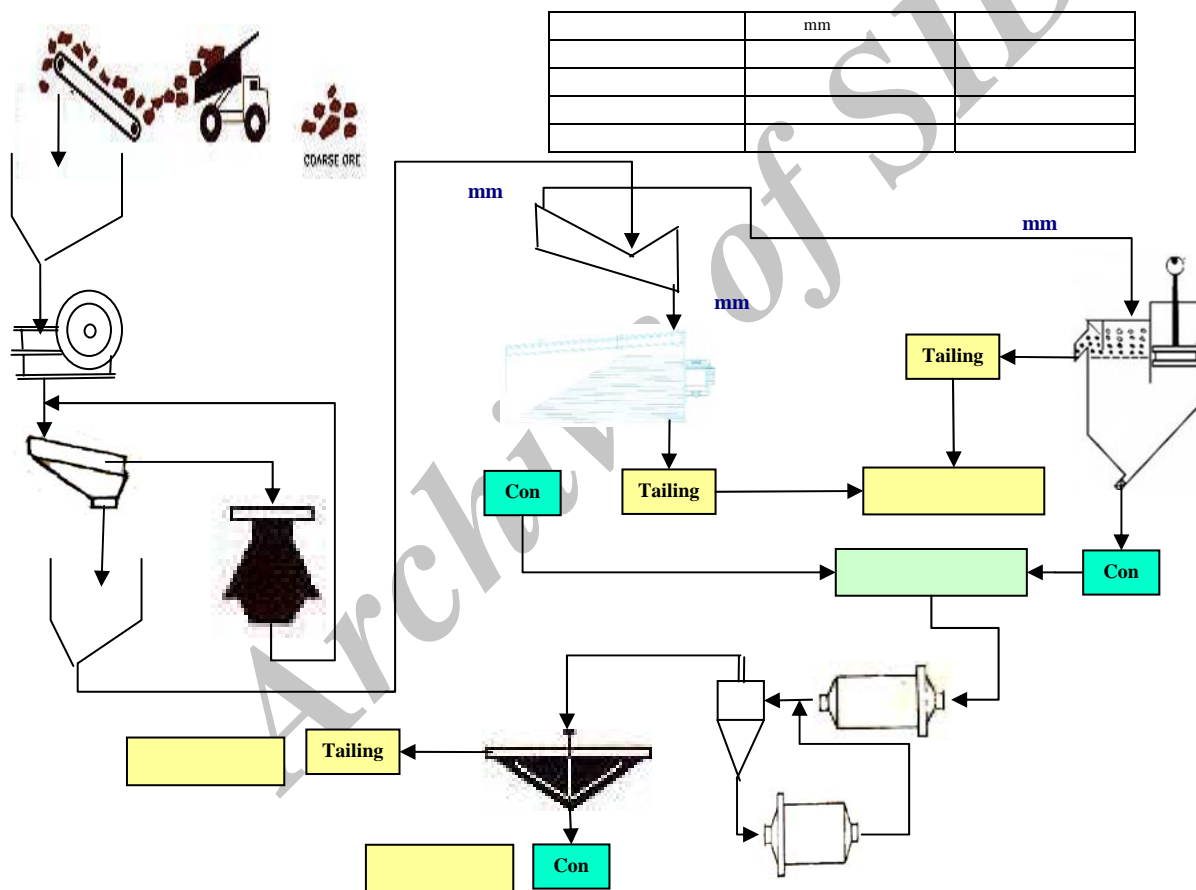 mm
COARSE ORE
mm
mm
mm
Tailing
Con
Tailing
Con
Tailing
Con
Archive of SID